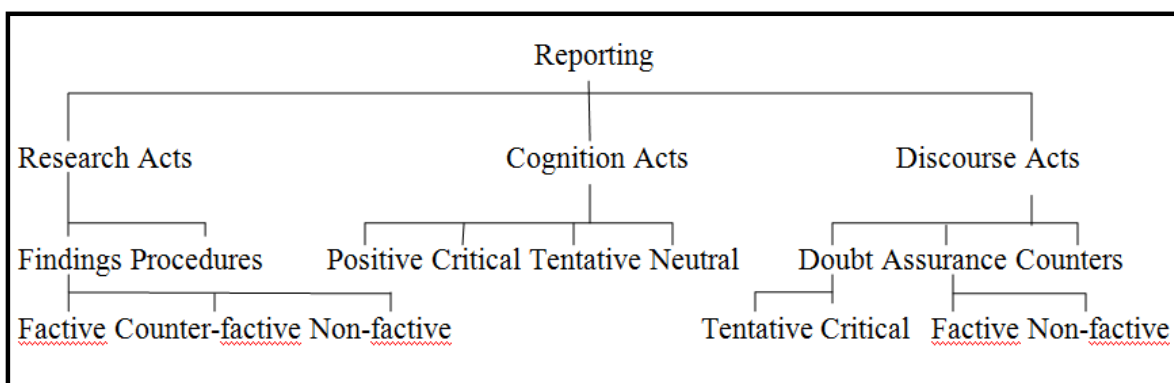 Reporting
Research Acts Cognition Acts Discourse Acts
Findings Procedures Positive Critical Tentative Neutral Doubt Assurance Counters
Factive Counter-factive Non-factive Tentative Critical Factive Non-factive